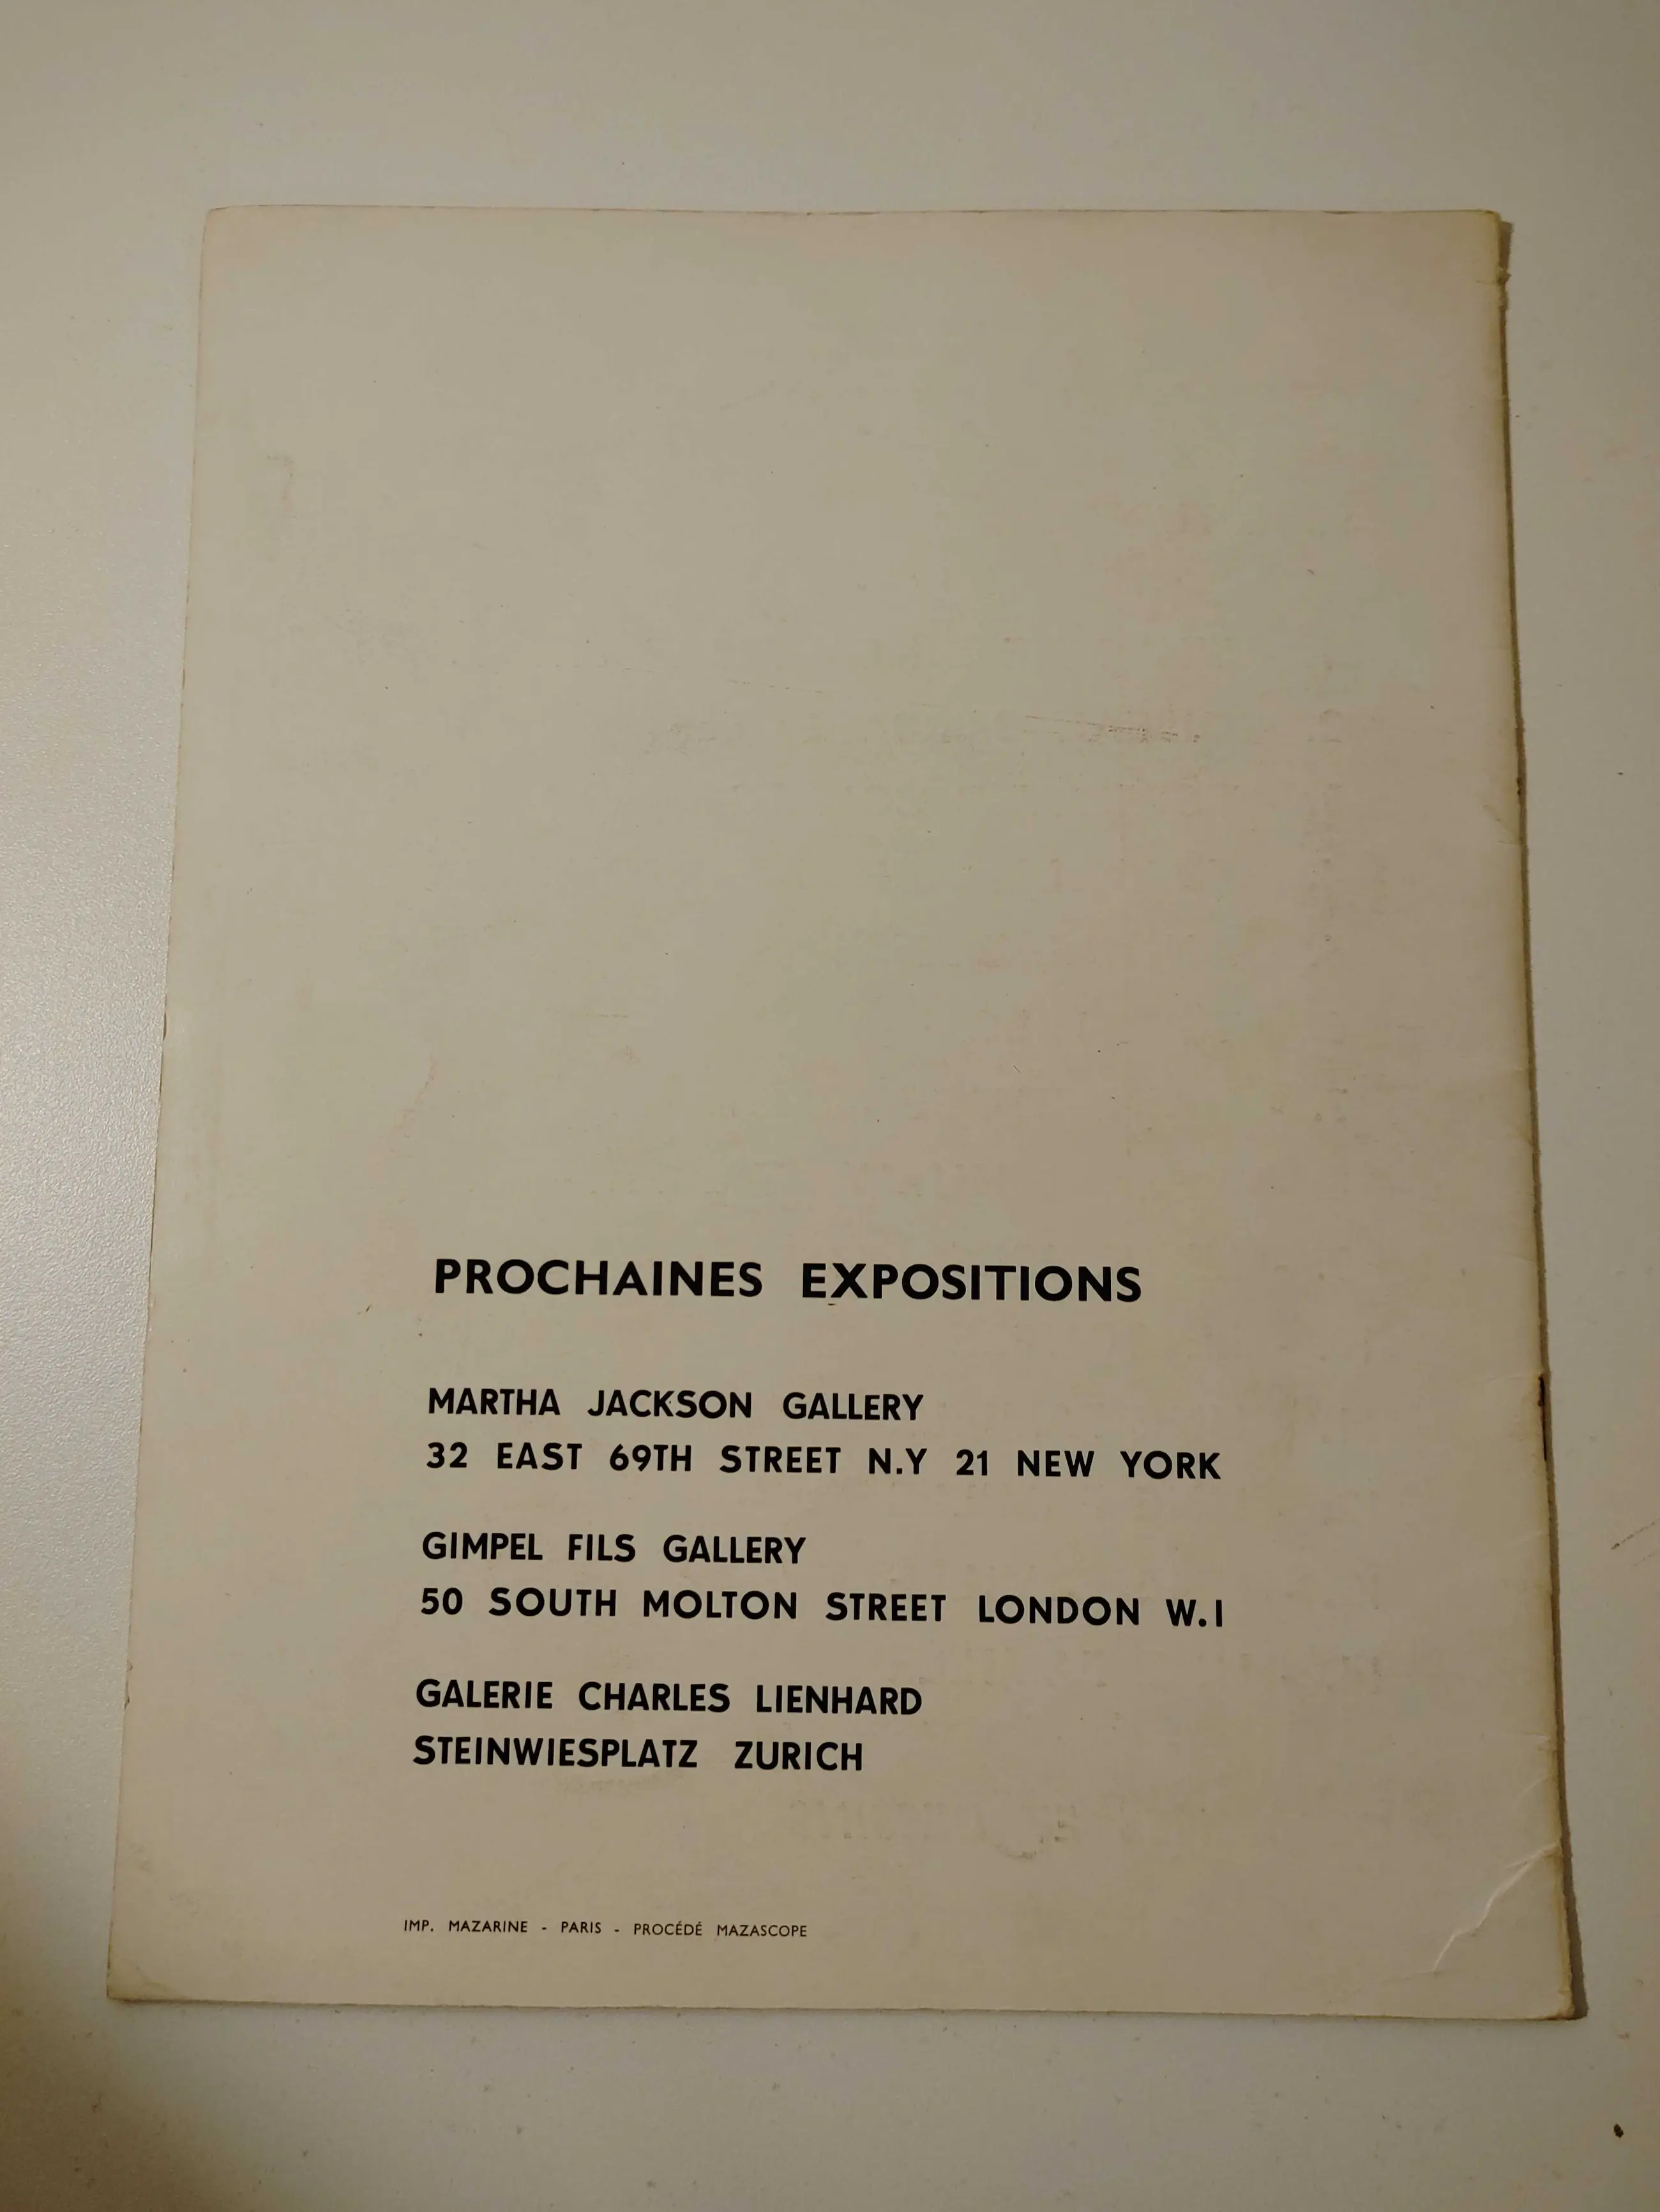 PROCHAINES EXPOSITIONS
MARTHA JACKSON GALLERY
32 EAST 69TH STREET N.Y 21 NEW YORK
GIMPEL FILS GALLERY
50 SOUTH MOLTON STREET LONDON W.1
GALERIE CHARLES LIENHARD
STEINWIESPLATZ ZURICH
IMP. MAZARINE - PARIS - PROCÉDÉ MAZASCOPE